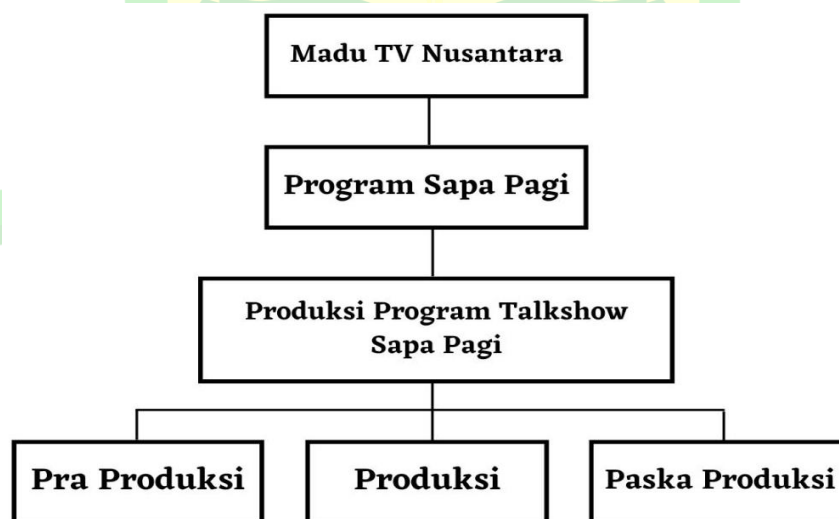 Madu TV Nusantara
Program Sapa Pagi
Produksi Program Talkshow
Sapa Pagi
Pra Produksi
Produksi
Paska Produksi